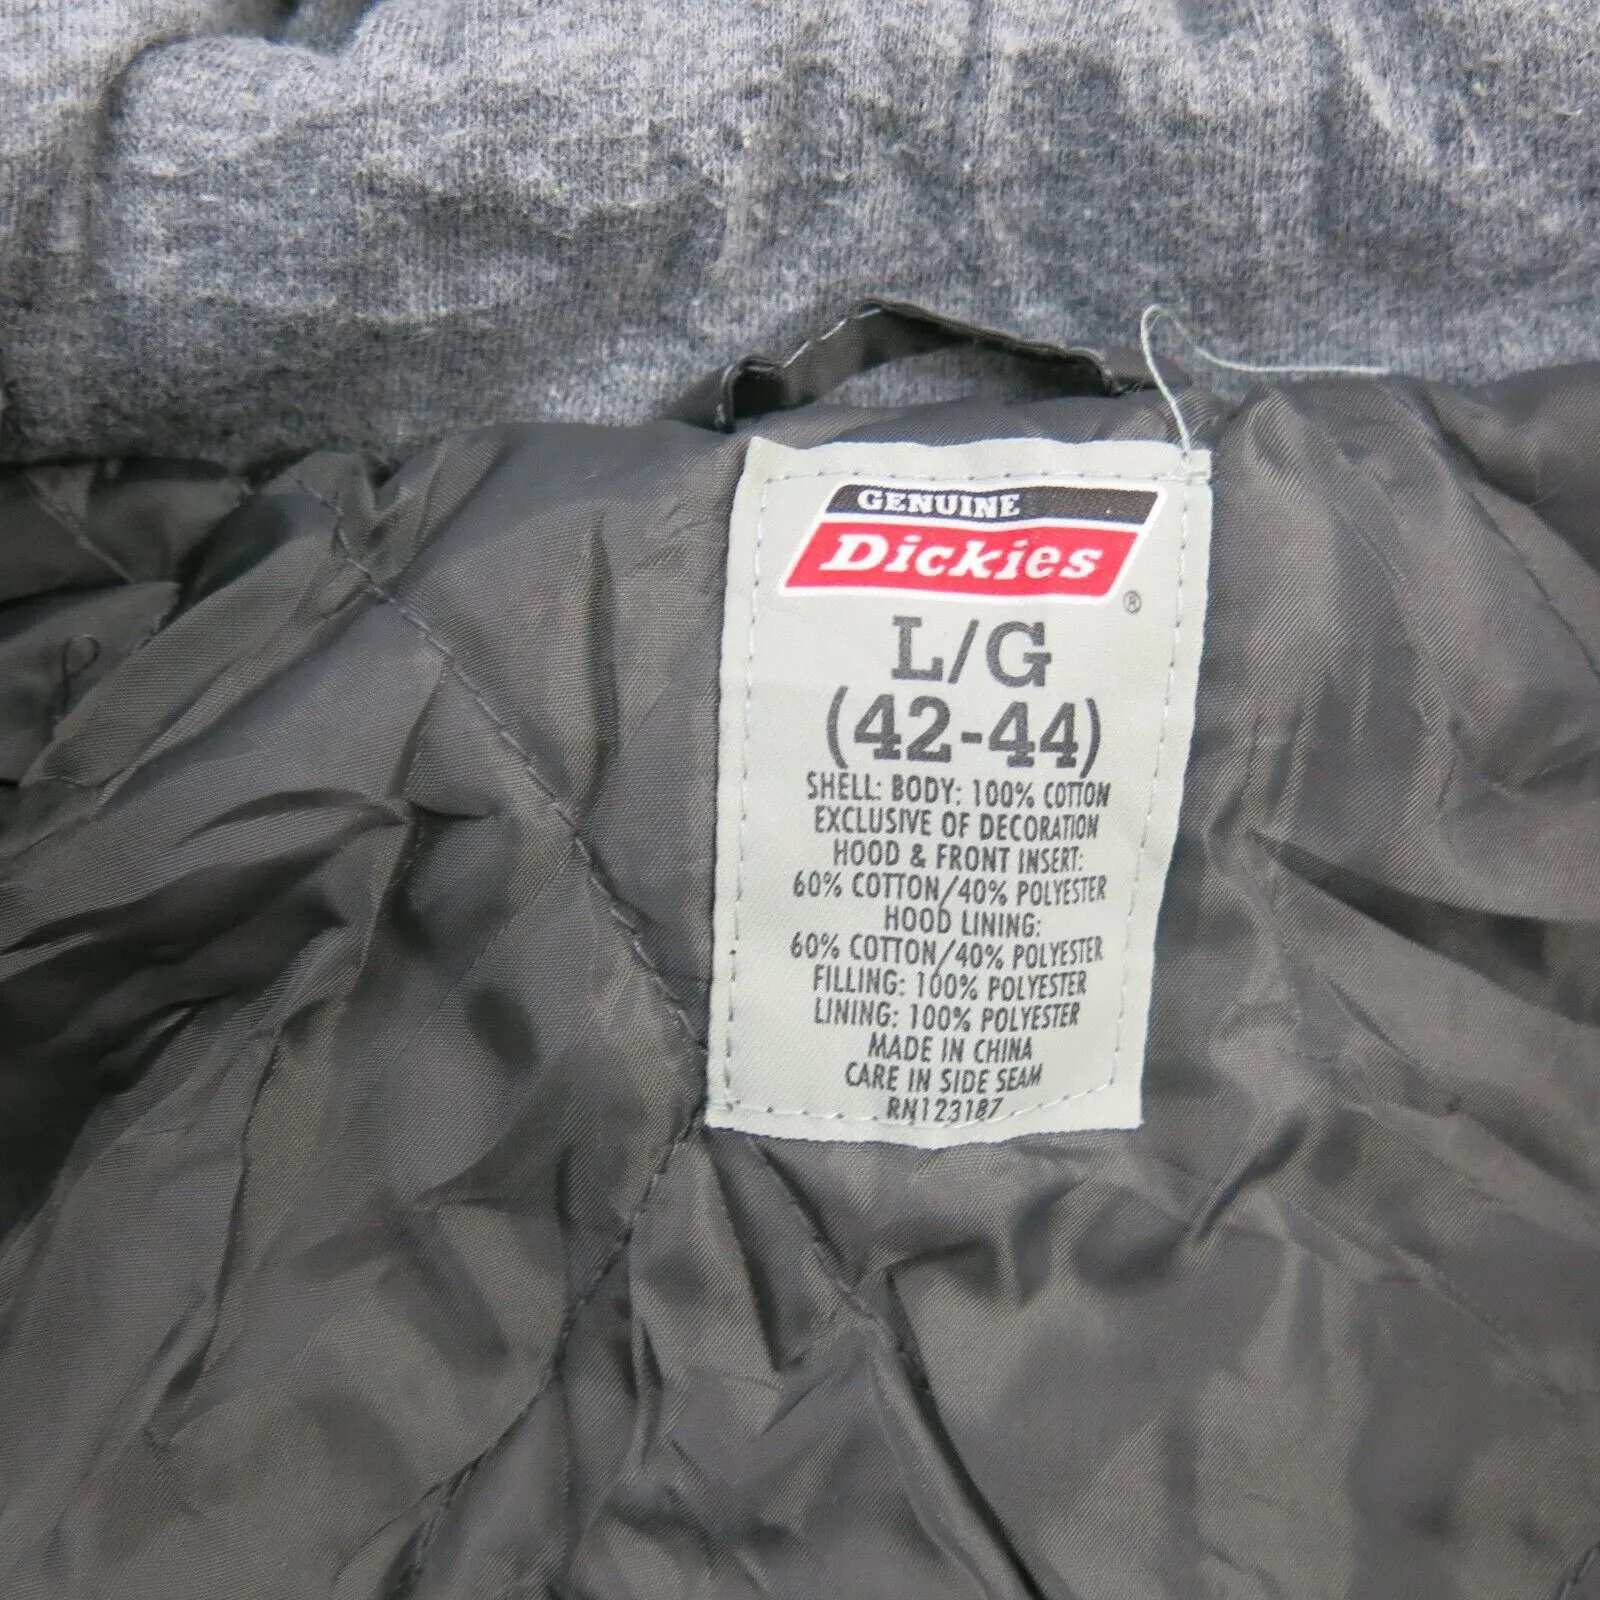 GENUINE
Dickies
®
L/G
(42-44)
SHELL: BODY: 100% COTTON
EXCLUSIVE OF DECORATION
HOOD & FRONT INSERT:
60% COTTON/40% POLYESTER
HOOD LINING:
60% COTTON/40% POLYESTER
FILLING: 100% POLYESTER
LINING: 100% POLYESTER
MADE IN CHINA
CARE IN SIDE SEAM
RN123187